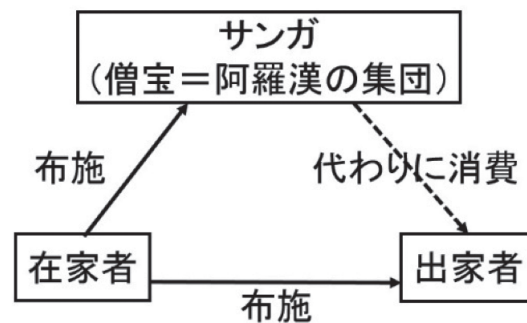 サンガ
（僧宝＝阿羅漢の集団）
布施
代わりに消費
在家者
出家者
布施